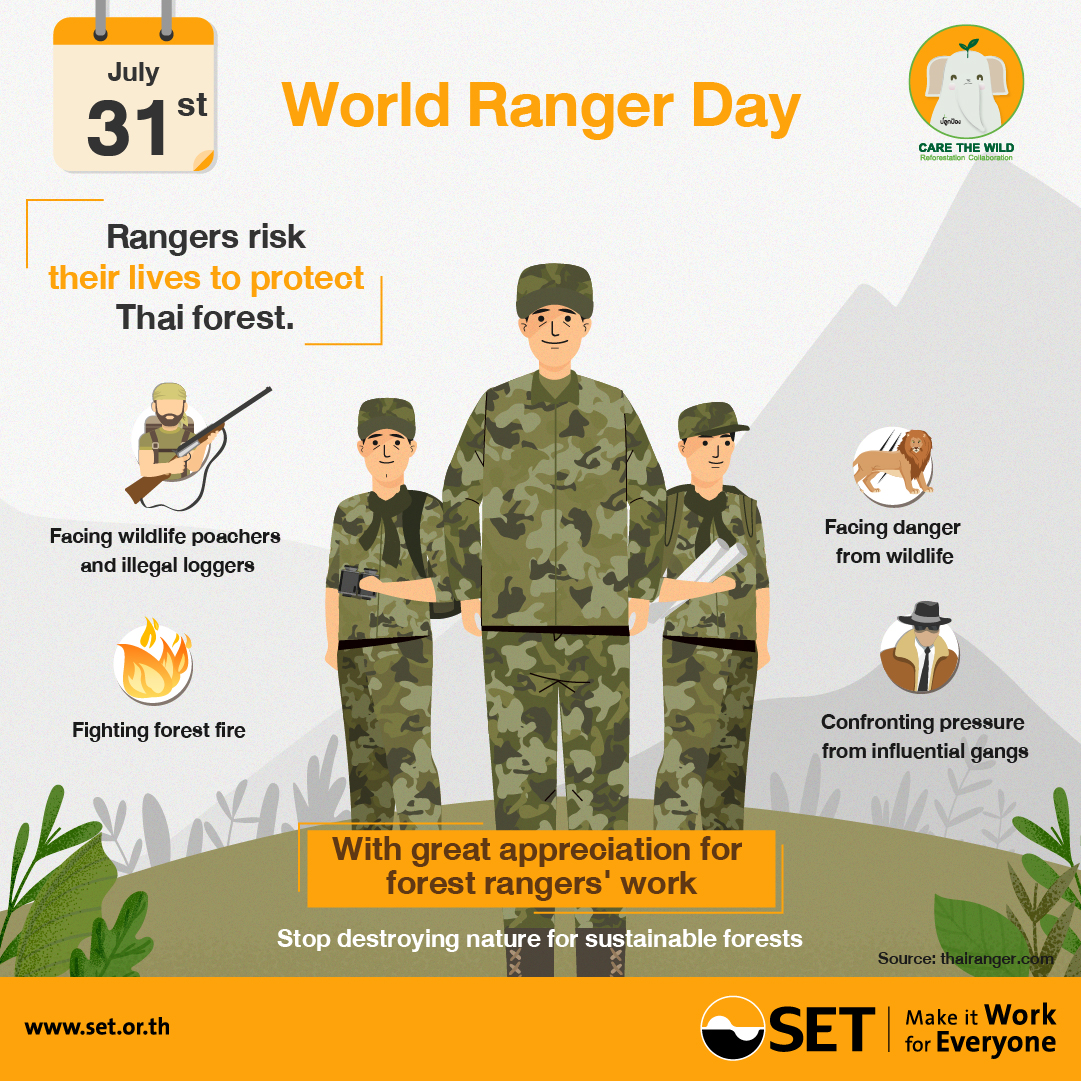 July
31st
World Ranger Day
ปลูกป้อง
CARE THE WILD
Reforestation Collaboration
Rangers risk
their lives to protect
Thai forest.
Facing wildlife poachers
and illegal loggers
Facing danger
from wildlife
Fighting forest fire
Confronting pressure
from influential gangs
With great appreciation for
forest rangers' work
Stop destroying nature for sustainable forests
Source: thairanger.com
www.set.or.th
SET
Make it Work
for Everyone